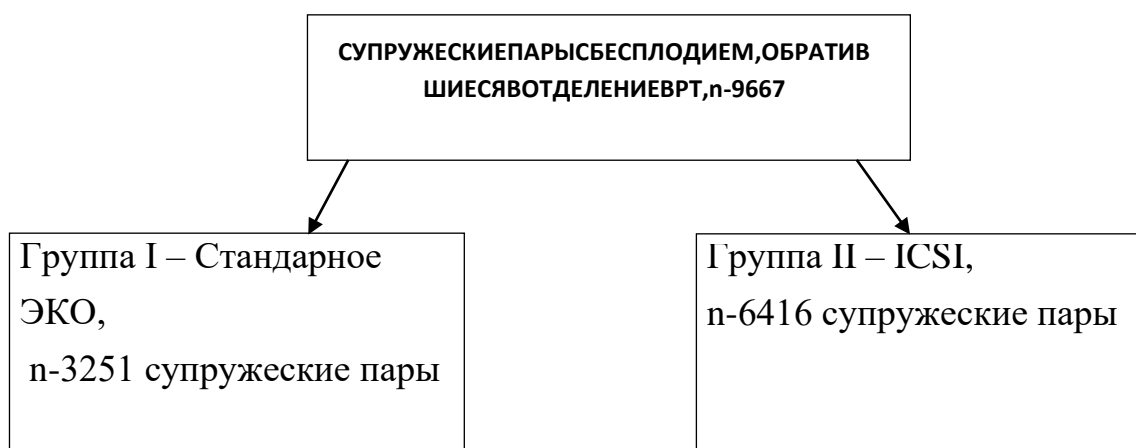 СУПРУЖЕСКИЕПАРЫСБЕСПЛОДИЕМ,ОБРАТИВ
ШИЕСЯВОТДЕЛЕНИЕВРТ,n-9667
Группа I – Стандарное
ЭКО,
n-3251 супружеские пары
Группа II – ICSI,
n-6416 супружеские пары